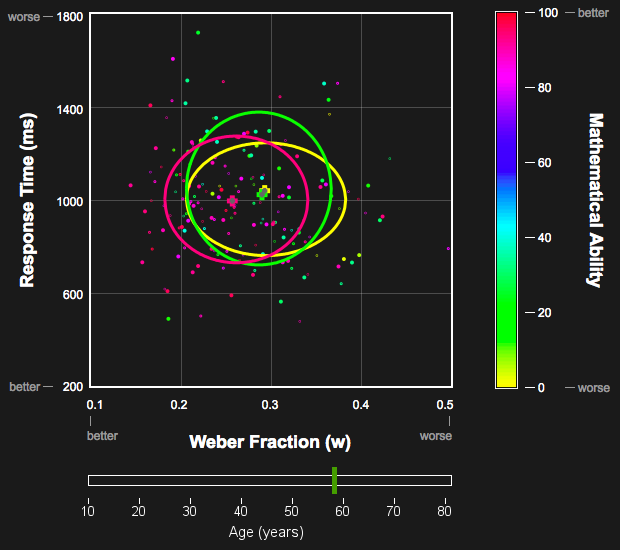 worse
1800
1400
1000
600
better
200
Response Time (ms)
0.1
0.2
0.3
0.4
0.5
better
worse
Weber Fraction (w)
10
20
30
40
50
60
70
80
Age (years)
100
better
80
60
40
20
0
worse
Mathematical Ability